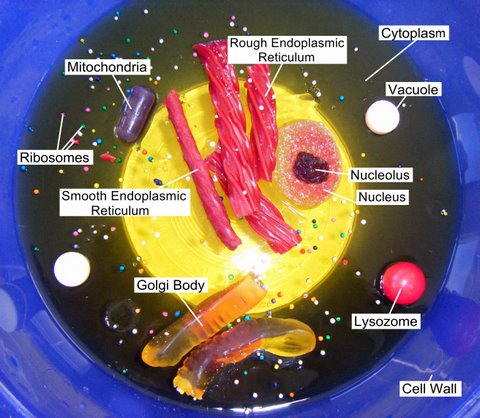 Rough Endoplasmic
Reticulum
Cytoplasm
Mitochondria
Vacuole
Ribosomes
Nucleolus
Smooth Endoplasmic
Reticulum
Nucleus
Golgi Body
Lysozome
Cell Wall